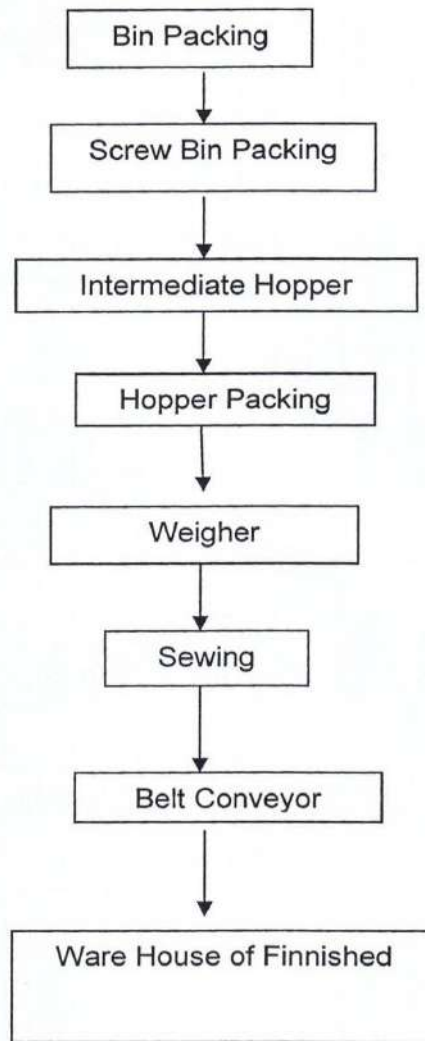 Bin Packing
Screw Bin Packing
Intermediate Hopper
Hopper Packing
Weigher
Sewing
Belt Conveyor
Ware House of Finnished